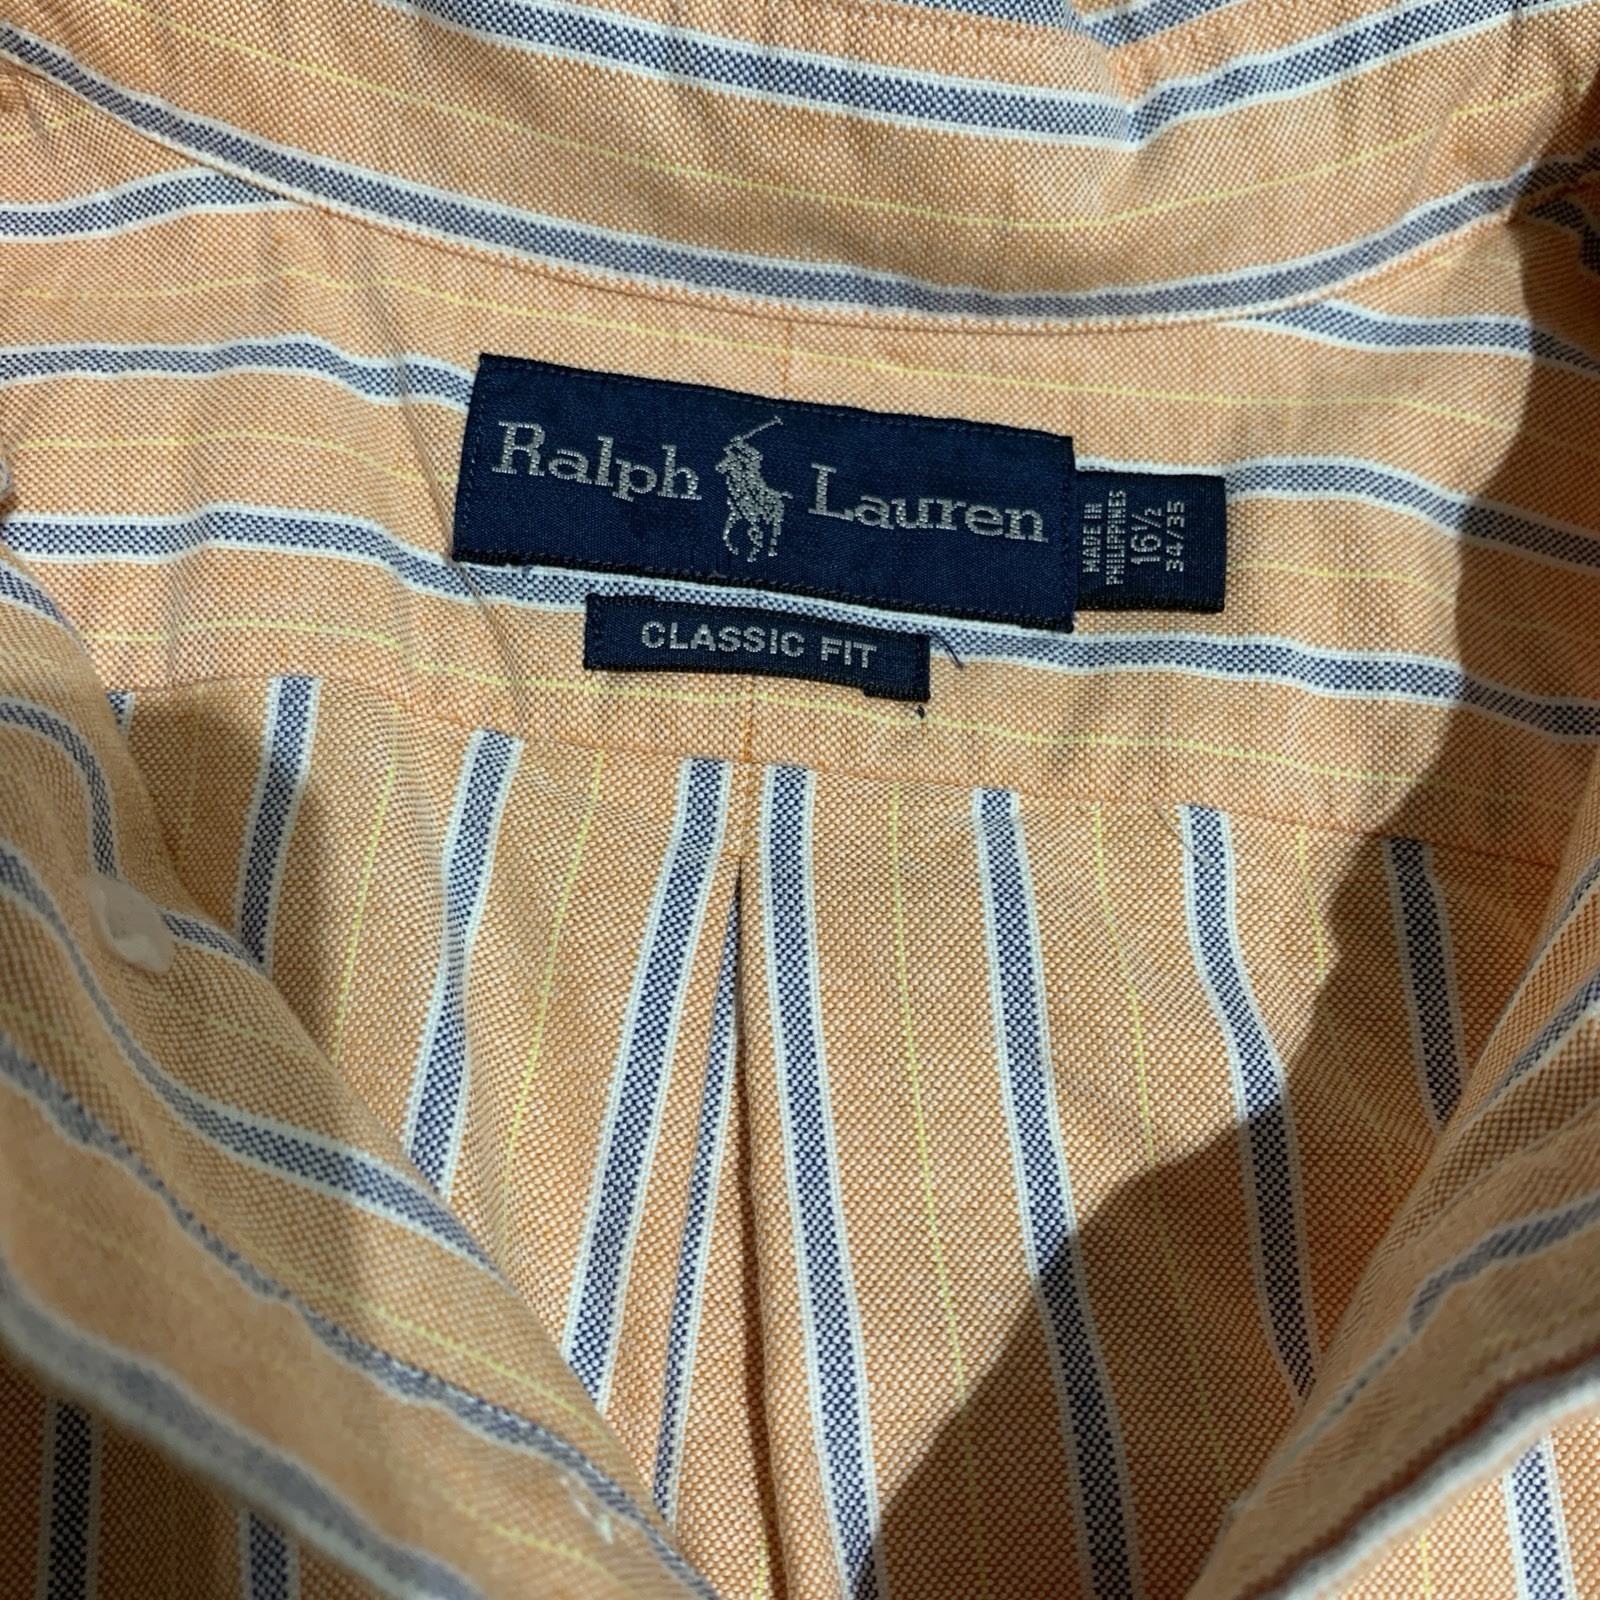 Ralph Lauren
MADE IN
PHILIPPINES
16½
34/35
CLASSIC FIT